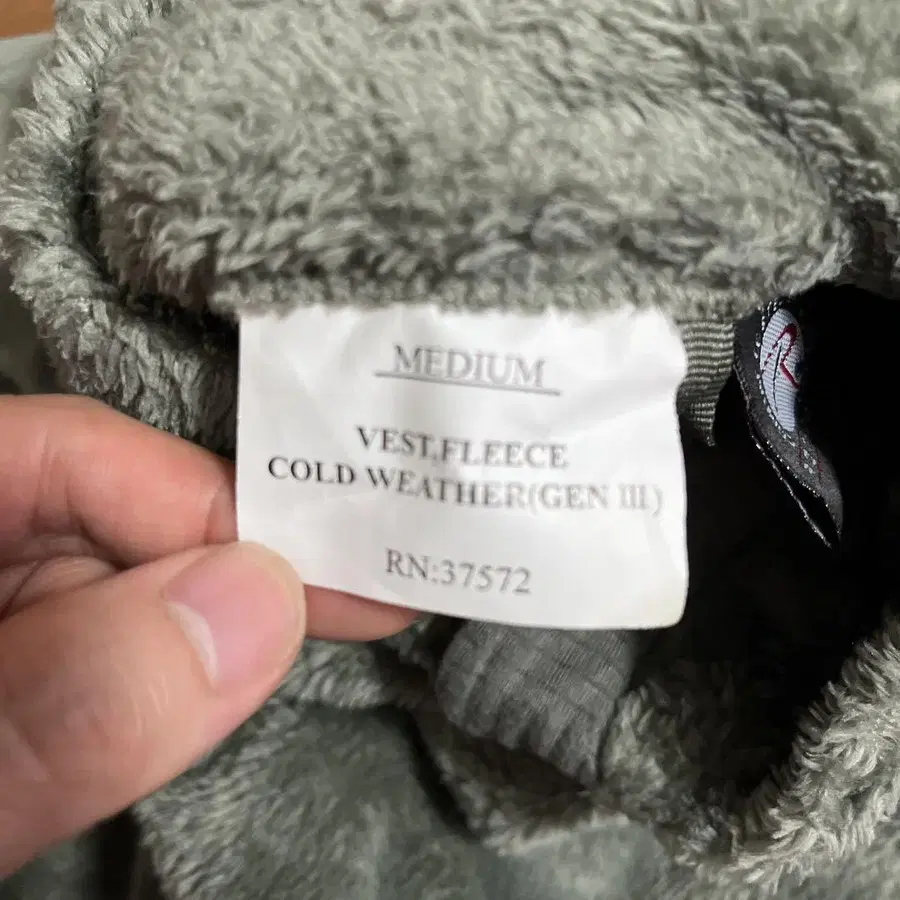 MEDIUM
VEST,FLEECE
COLD WEATHER(GEN III)
RN:37572
R